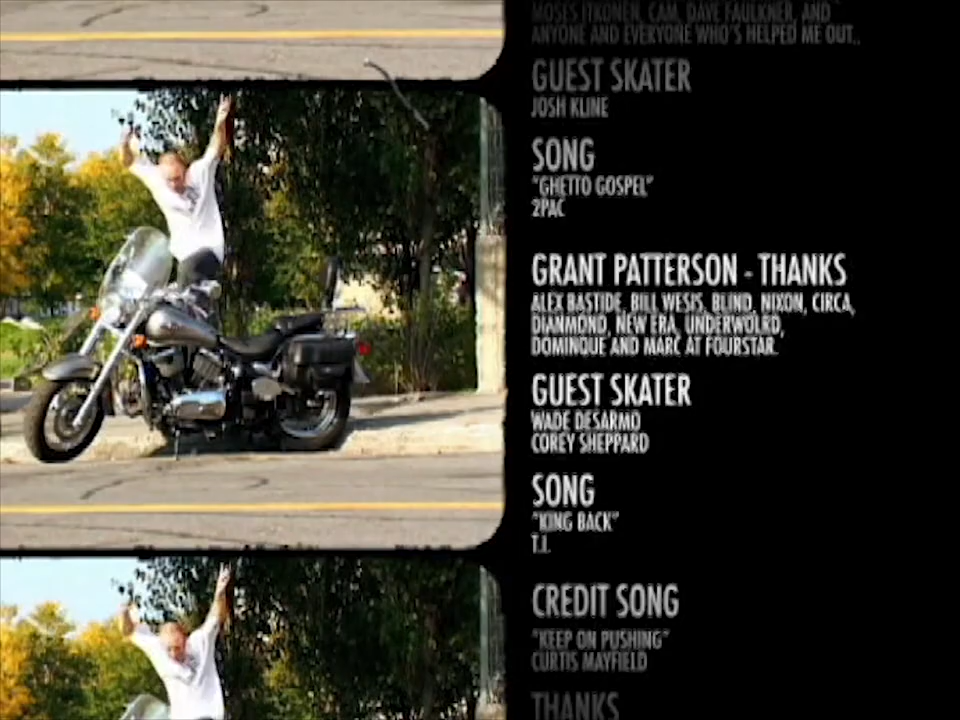 MOSES ITKONEN, CAM, DAVE FAULKNER, AND
ANYONE AND EVERYONE WHO'S HELPED ME OUT..
GUEST SKATER
JOSH KLINE
SONG
"GHETTO GOSPEL"
2PAC
GRANT PATTERSON - THANKS
ALEX BASTIDE, BILL WESIS, BLIND, NIXON, CIRCA,
DIANMOND, NEW ERA, UNDERWOLRD,
DOMINQUE AND MARC AT FOURSTAR.
GUEST SKATER
WADE DESARMO
COREY SHEPPARD
SONG
"KING BACK"
T.I.
CREDIT SONG
"KEEP ON PUSHING"
CURTIS MAYFIELD
THANKS